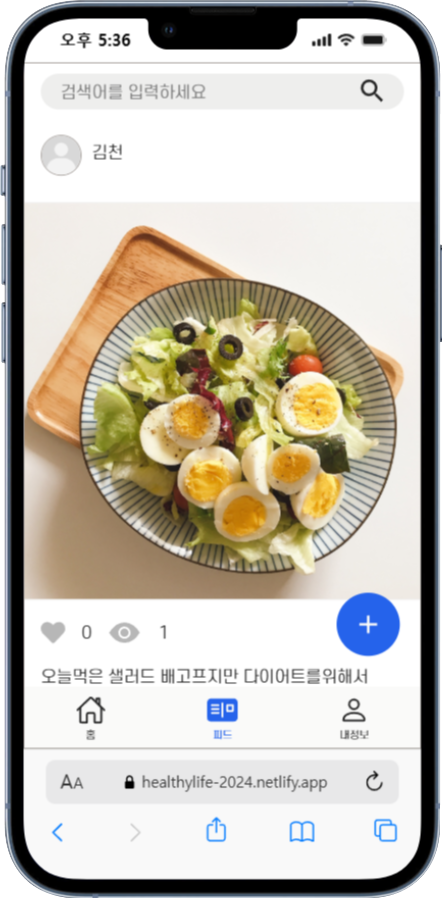 오후 5:36
검색어를 입력하세요
김천
0 1
오늘먹은 샐러드 배고프지만 다이어트를위해서
홈 피드 내정보
AA healthylife-2024.netlify.app